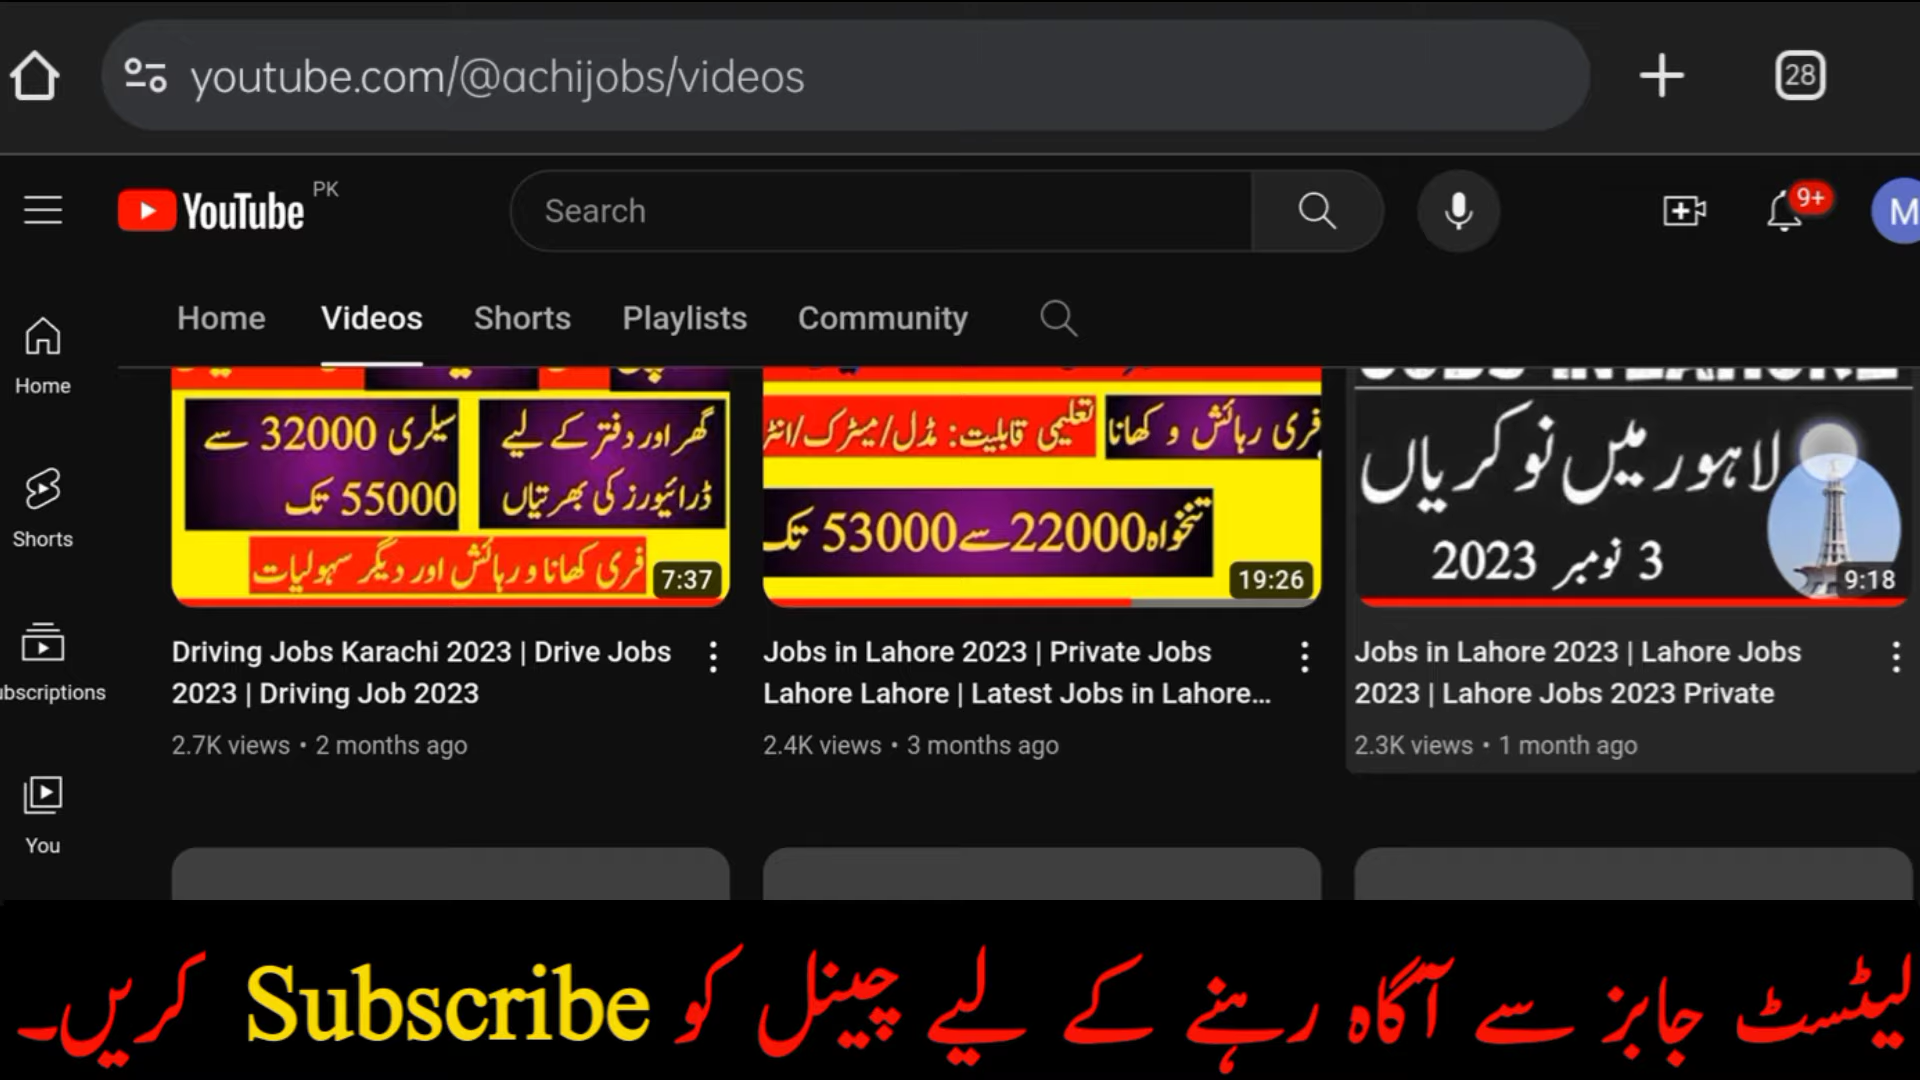 youtube.com/@achijobs/videos
28
YouTube PK
Search
9+
M
Home Videos Shorts Playlists Community
Home
Shorts
ubscriptions
You
گھر اور دفتر کے لیے
ڈرائیورز کی بھرتیاں
سیلری 32000 سے
55000 تک
فری کھانا و رہائش اور دیگر سہولیات
7:37
Driving Jobs Karachi 2023 | Drive Jobs
2023 | Driving Job 2023
2.7K views • 2 months ago
فری رہائش و کھانا
تعلیمی قابلیت: مڈل/میٹرک/انٹر
تنخواہ 22000 سے 53000 تک
19:26
Jobs in Lahore 2023 | Private Jobs
Lahore Lahore | Latest Jobs in Lahore...
2.4K views • 3 months ago
JOBS IN LAHORE
لاہور میں نوکریاں
3 نومبر 2023
9:18
Jobs in Lahore 2023 | Lahore Jobs
2023 | Lahore Jobs 2023 Private
2.3K views • 1 month ago
لیٹسٹ جابز سے آگاہ رہنے کے لیے چینل کو Subscribe کریں۔